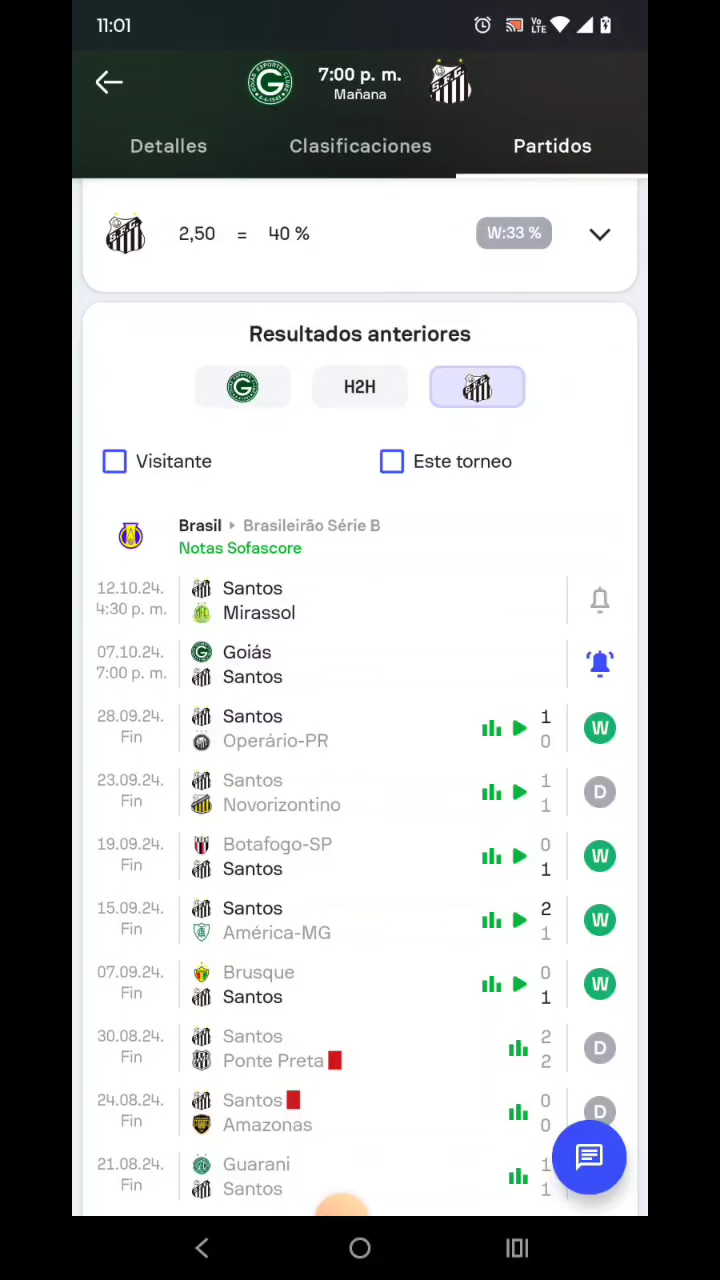 11:01
Vo LTE
7:00 p. m.
Mañana
Detalles
Clasificaciones
Partidos
2,50 = 40 %
W:33 %
Resultados anteriores
H2H
Visitante
Este torneo
Brasil Brasileirão Série B
Notas Sofascore
12.10.24. Santos
4:30 p. m. Mirassol
07.10.24. Goiás
7:00 p. m. Santos
28.09.24. Santos 1
Fin Operário-PR 0
W
23.09.24. Santos 1
Fin Novorizontino 1
D
19.09.24. Botafogo-SP 0
Fin Santos 1
W
15.09.24. Santos 2
Fin América-MG 1
W
07.09.24. Brusque 0
Fin Santos 1
W
30.08.24. Santos 2
Fin Ponte Preta 2
D
24.08.24. Santos 0
Fin Amazonas 0
D
21.08.24. Guarani 1
Fin Santos 1